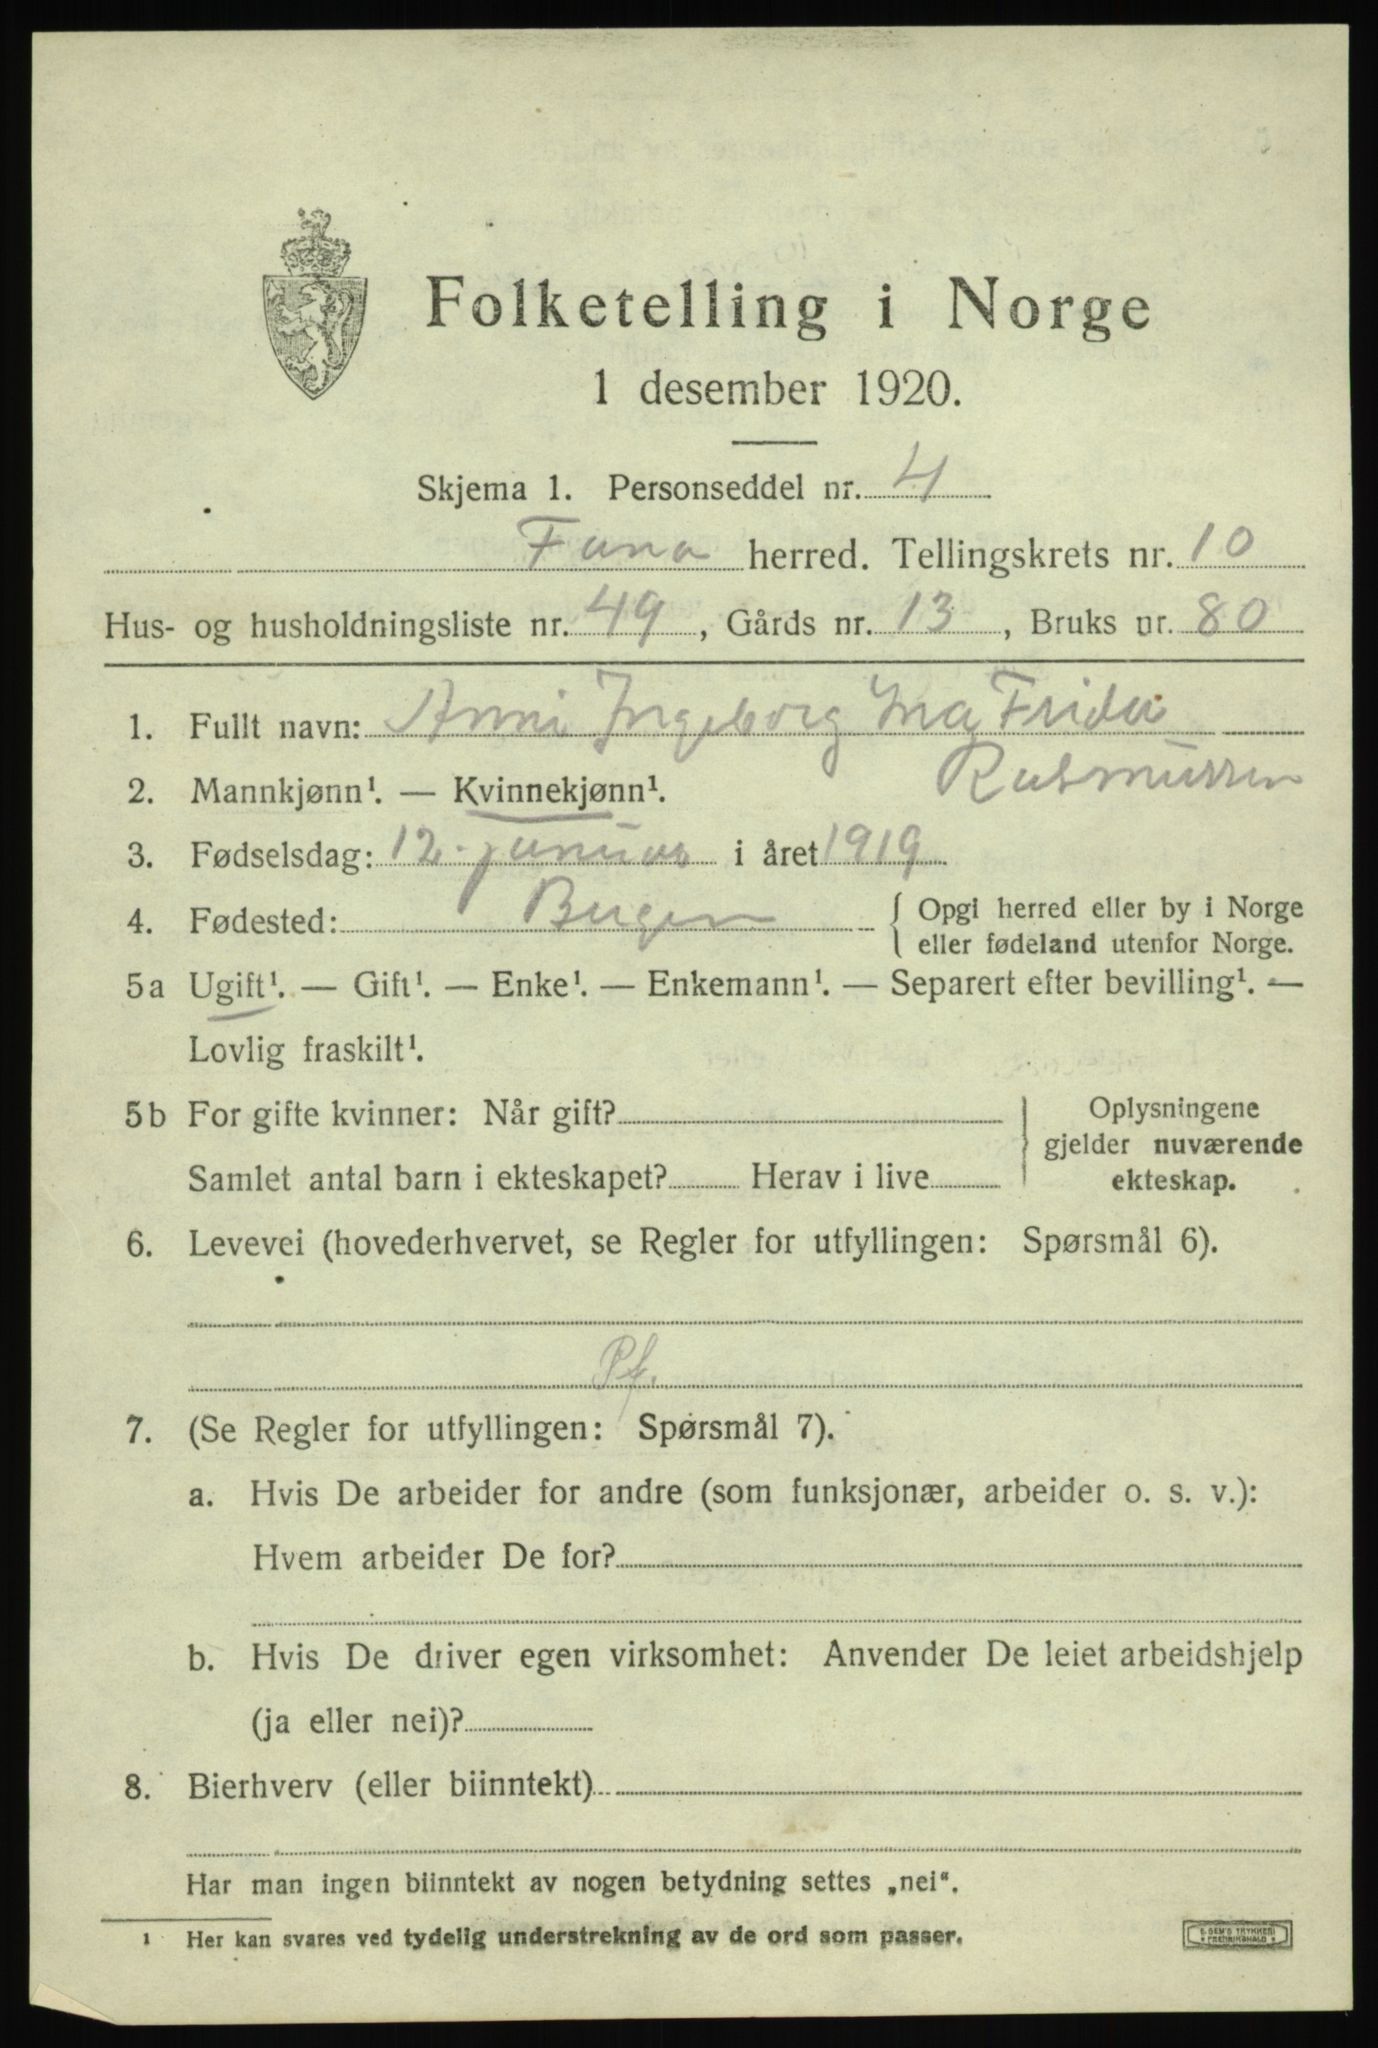 Folketelling i Norge
1 desember 1920.
Skjema 1. Personseddel nr. 4
Fana herred. Tellingskrets nr. 10
Hus- og husholdningsliste nr. 49, Gårds nr. 13, Bruks nr. 80
1. Fullt navn: Anni Ingeborg Ina Frida
Rasmussen
2. Mannkjønn¹. — Kvinnekjønn¹.
3. Fødselsdag: 12. januar i året 1919
4. Fødested: Bergen { Opgi herred eller by i Norge
eller fødeland utenfor Norge.
5a Ugift¹. — Gift¹. — Enke¹. — Enkemann¹. — Separert efter bevilling¹. —
Lovlig fraskilt¹.
5b For gifte kvinner: Når gift? } Oplysningene
gjelder nuværende
Samlet antal barn i ekteskapet? Herav i live ekteskap.
6. Levevei (hovederhvervet, se Regler for utfyllingen: Spørsmål 6).
Pf.
7. (Se Regler for utfyllingen: Spørsmål 7).
a. Hvis De arbeider for andre (som funksjonær, arbeider o. s. v.):
Hvem arbeider De for?
b. Hvis De driver egen virksomhet: Anvender De leiet arbeidshjelp
(ja eller nei)?
8. Bierhverv (eller biinntekt)
Har man ingen biinntekt av nogen betydning settes „nei“.
¹ Her kan svares ved tydelig understrekning av de ord som passer.
TRYKKERI
FREDRIKSHALD